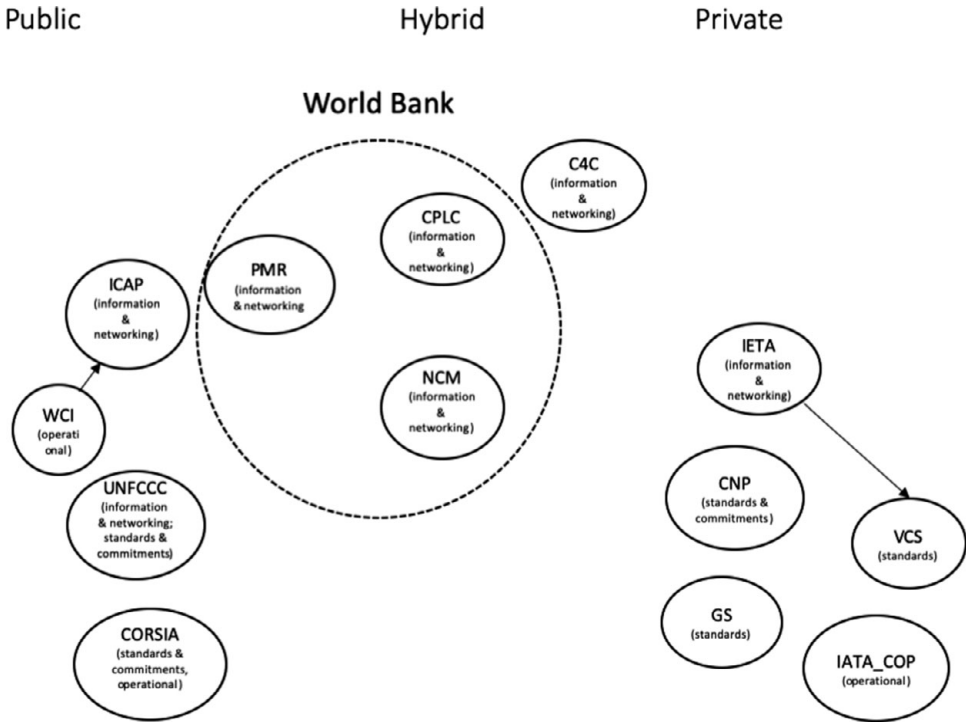 Public
Hybrid
Private
World Bank
C4C
(information
&
networking)
CPLC
(information
&
networking)
PMR
(information
& networking
ICAP
(information
&
networking)
IETA
(information
&
networking)
NCM
(information
&
networking)
WCI
(operati
onal)
UNFCCC
(information
& networking;
standards &
commitments)
CNP
(standards &
commitments)
VCS
(standards)
GS
(standards)
CORSIA
(standards &
commitments,
operational)
IATA_COP
(operational)